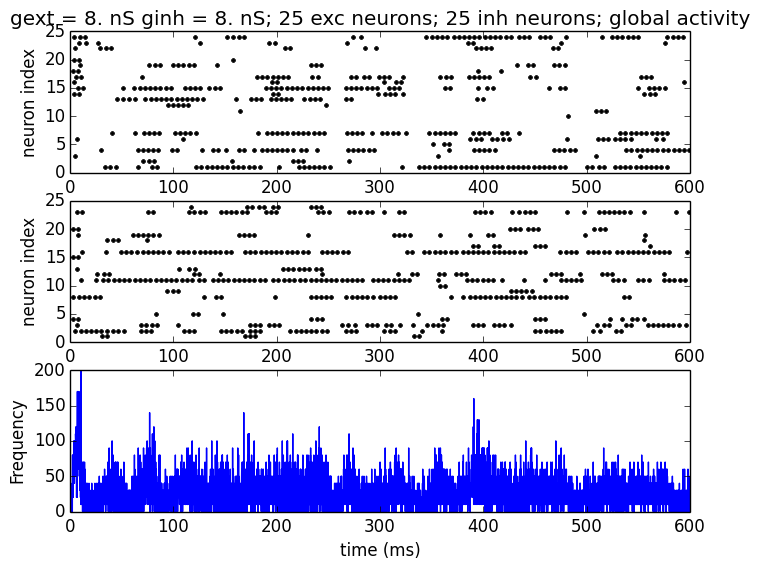 gext = 8. nS ginh = 8. nS; 25 exc neurons; 25 inh neurons; global activity
25
20
15
10
5
0
neuron index
0 100 200 300 400 500 600
25
20
15
10
5
0
neuron index
0 100 200 300 400 500 600
200
150
100
50
0
Frequency
0 100 200 300 400 500 600
time (ms)